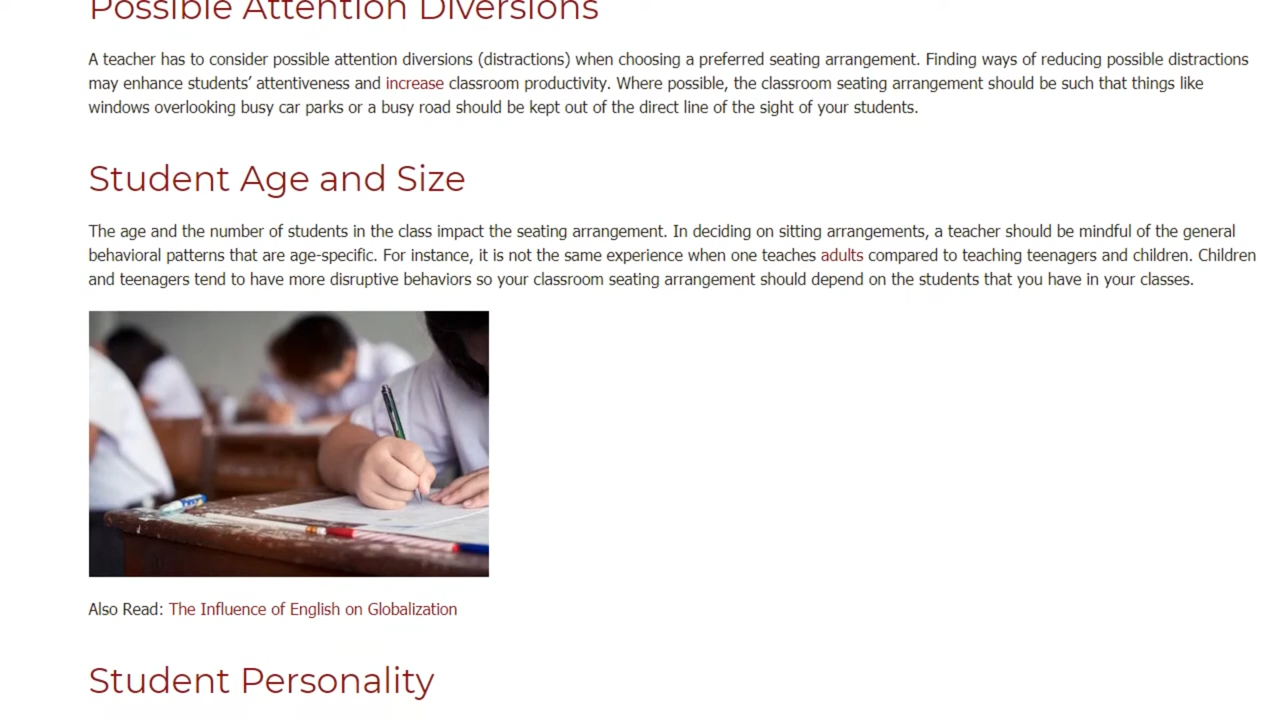 Possible Attention Diversions
A teacher has to consider possible attention diversions (distractions) when choosing a preferred seating arrangement. Finding ways of reducing possible distractions
may enhance students’ attentiveness and increase classroom productivity. Where possible, the classroom seating arrangement should be such that things like
windows overlooking busy car parks or a busy road should be kept out of the direct line of the sight of your students.
Student Age and Size
The age and the number of students in the class impact the seating arrangement. In deciding on sitting arrangements, a teacher should be mindful of the general
behavioral patterns that are age-specific. For instance, it is not the same experience when one teaches adults compared to teaching teenagers and children. Children
and teenagers tend to have more disruptive behaviors so your classroom seating arrangement should depend on the students that you have in your classes.
Also Read: The Influence of English on Globalization
Student Personality